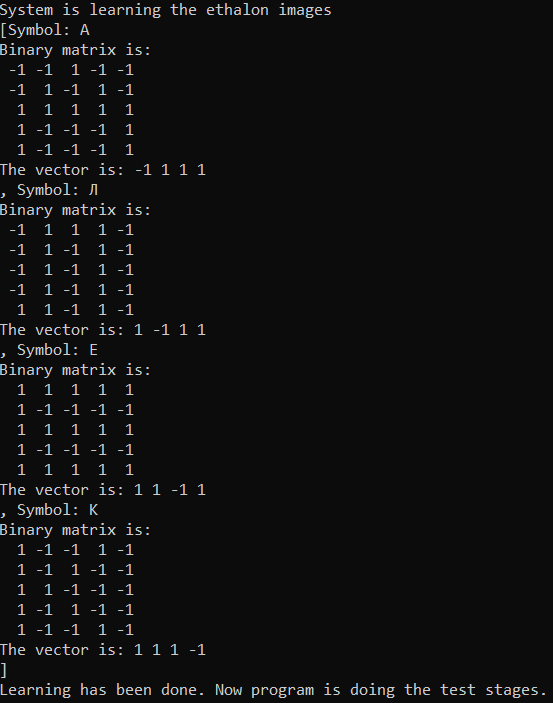 System is learning the ethalon images
[Symbol: А
Binary matrix is:
 -1 -1  1 -1 -1
 -1  1 -1  1 -1
  1  1  1  1  1
  1 -1 -1 -1  1
  1 -1 -1 -1  1
The vector is: -1 1 1 1
, Symbol: Л
Binary matrix is:
 -1  1  1  1 -1
 -1  1 -1  1 -1
 -1  1 -1  1 -1
 -1  1 -1  1 -1
  1  1 -1  1 -1
The vector is: 1 -1 1 1
, Symbol: Е
Binary matrix is:
  1  1  1  1  1
  1 -1 -1 -1 -1
  1  1  1  1  1
  1 -1 -1 -1 -1
  1  1  1  1  1
The vector is: 1 1 -1 1
, Symbol: К
Binary matrix is:
  1 -1 -1  1 -1
  1 -1  1 -1 -1
  1  1 -1 -1 -1
  1 -1  1 -1 -1
  1 -1 -1  1 -1
The vector is: 1 1 1 -1
]
Learning has been done. Now program is doing the test stages.